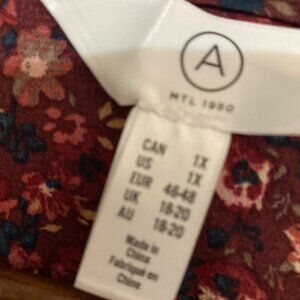 A
MTL 1980
CAN 1X
US 1X
EUR 46-48
UK 18-20
AU 18-20
Made in
China
Fabriqué en
Chine